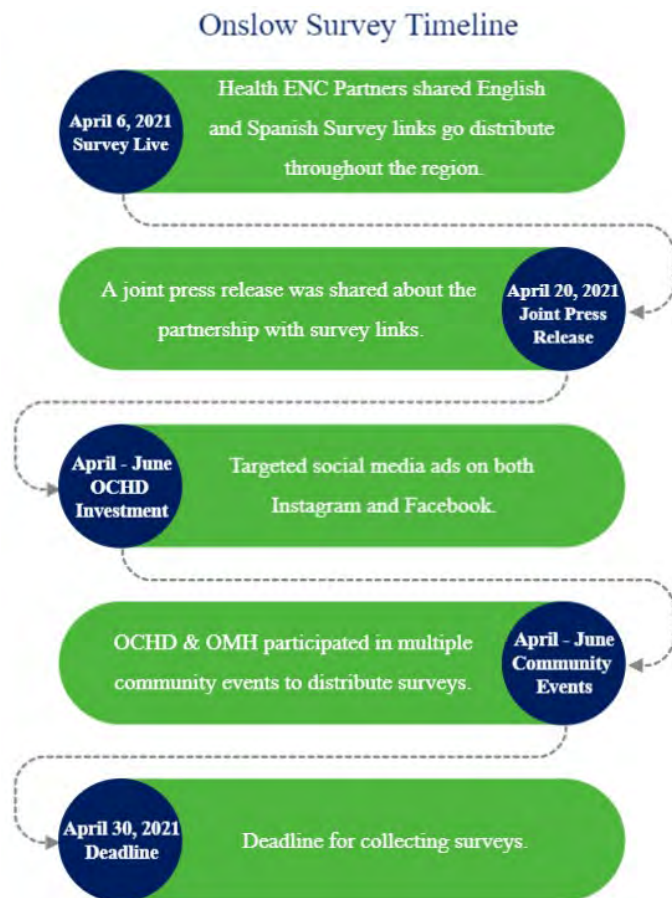 Onslow Survey Timeline
April 6, 2021
Survey Live
Health ENC Partners shared English
and Spanish Survey links go distribute
throughout the region.
A joint press release was shared about the
partnership with survey links.
April 20, 2021
Joint Press
Release
April - June
OCHD
Investment
Targeted social media ads on both
Instagram and Facebook.
OCHD & OMH participated in multiple
community events to distribute surveys.
April - June
Community
Events
April 30, 2021
Deadline
Deadline for collecting surveys.